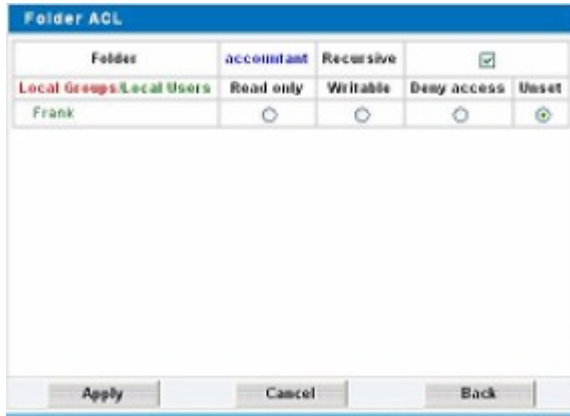 Folder ACL
Folder accountant Recursive
Local Groups/Local Users Read only Writable Deny access Unset
Frank
Apply Cancel Back